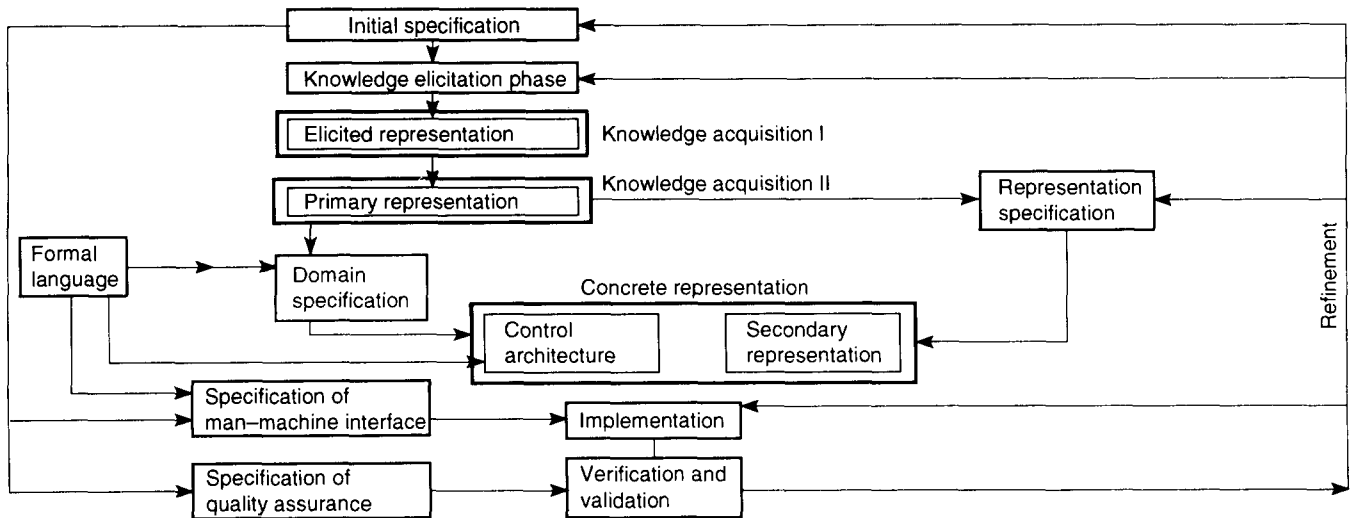 Initial specification
Knowledge elicitation phase
Elicited representation
Knowledge acquisition I
Knowledge acquisition II
Primary representation
Representation
specification
Formal
language
Domain
specification
Concrete representation
Control
architecture
Secondary
representation
Refinement
Specification of
man–machine interface
Implementation
Specification of
quality assurance
Verification and
validation